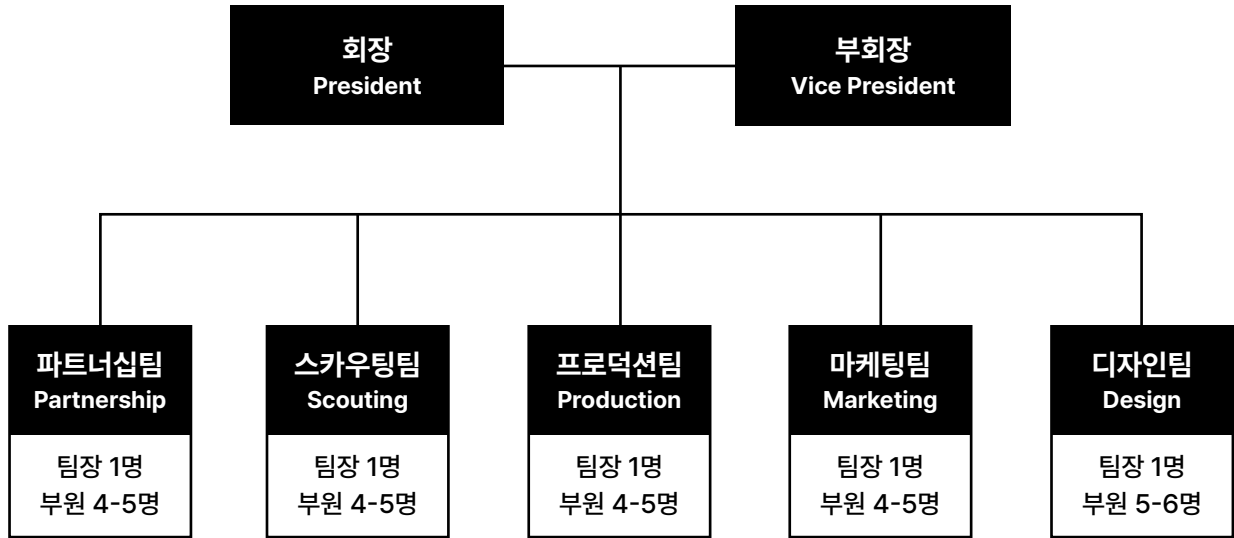 회장
President
부회장
Vice President
파트너십팀
Partnership
팀장 1명
부원 4-5명
스카우팅팀
Scouting
팀장 1명
부원 4-5명
프로덕션팀
Production
팀장 1명
부원 4-5명
마케팅팀
Marketing
팀장 1명
부원 4-5명
디자인팀
Design
팀장 1명
부원 5-6명